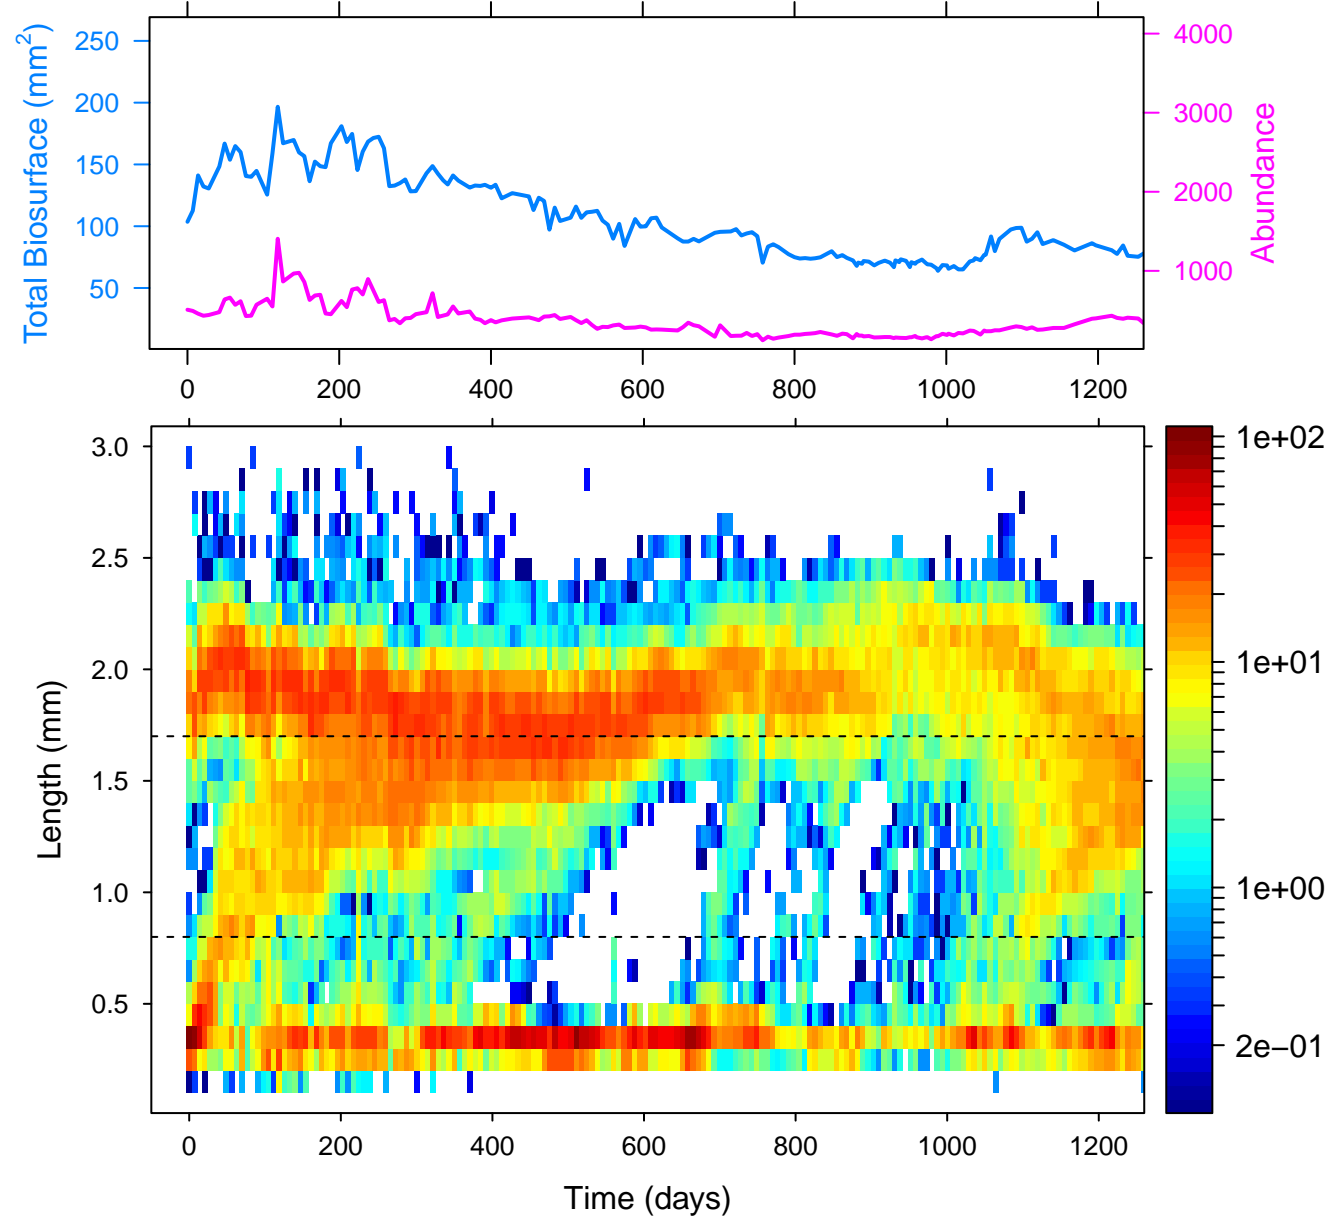 Total Biosurface (mm²)
250
200
150
100
50
4000
3000
2000
1000
Abundance
0 200 400 600 800 1000 1200
Length (mm)
3.0
2.5
2.0
1.5
1.0
0.5
1e+02
1e+01
1e+00
2e−01
0 200 400 600 800 1000 1200
Time (days)